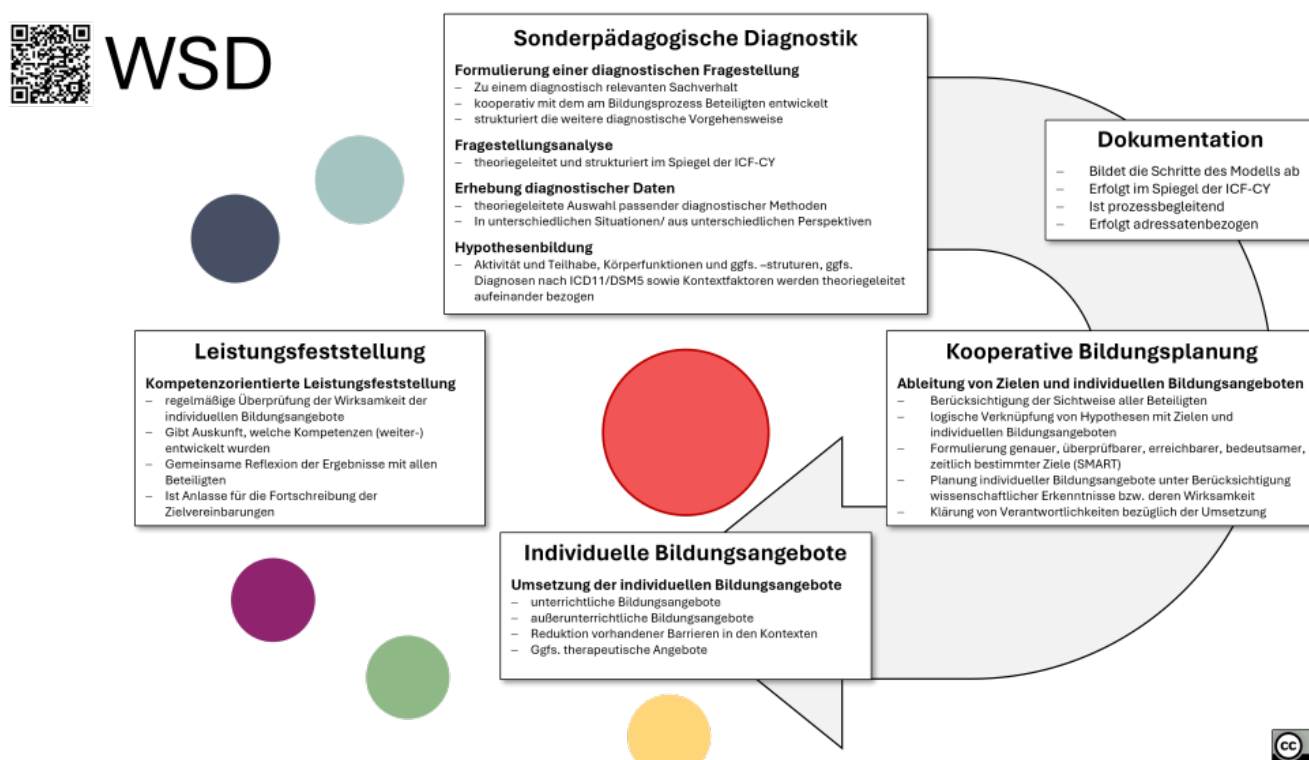 WSD
Sonderpädagogische Diagnostik
Formulierung einer diagnostischen Fragestellung
– Zu einem diagnostisch relevanten Sachverhalt
– kooperativ mit dem am Bildungsprozess Beteiligten entwickelt
– strukturiert die weitere diagnostische Vorgehensweise
Fragestellungsanalyse
– theoriegeleitet und strukturiert im Spiegel der ICF-CY
Erhebung diagnostischer Daten
– theoriegeleitete Auswahl passender diagnostischer Methoden
– In unterschiedlichen Situationen/ aus unterschiedlichen Perspektiven
Hypothesenbildung
– Aktivität und Teilhabe, Körperfunktionen und ggfs. –struturen, ggfs.
Diagnosen nach ICD11/DSM5 sowie Kontextfaktoren werden theoriegeleitet
aufeinander bezogen
Dokumentation
– Bildet die Schritte des Modells ab
– Erfolgt im Spiegel der ICF-CY
– Ist prozessbegleitend
– Erfolgt adressatenbezogen
Leistungsfeststellung
Kompetenzorientierte Leistungsfeststellung
– regelmäßige Überprüfung der Wirksamkeit der
individuellen Bildungsangebote
– Gibt Auskunft, welche Kompetenzen (weiter-)
entwickelt wurden
– Gemeinsame Reflexion der Ergebnisse mit allen
Beteiligten
– Ist Anlasse für die Fortschreibung der
Zielvereinbarungen
Kooperative Bildungsplanung
Ableitung von Zielen und individuellen Bildungsangeboten
– Berücksichtigung der Sichtweise aller Beteiligten
– logische Verknüpfung von Hypothesen mit Zielen und
individuellen Bildungsangeboten
– Formulierung genauer, überprüfbarer, erreichbarer, bedeutsamer,
zeitlich bestimmter Ziele (SMART)
– Planung individueller Bildungsangebote unter Berücksichtigung
wissenschaftlicher Erkenntnisse bzw. deren Wirksamkeit
– Klärung von Verantwortlichkeiten bezüglich der Umsetzung
Individuelle Bildungsangebote
Umsetzung der individuellen Bildungsangebote
– unterrichtliche Bildungsangebote
– außerunterrichtliche Bildungsangebote
– Reduktion vorhandener Barrieren in den Kontexten
– Ggfs. therapeutische Angebote
cc